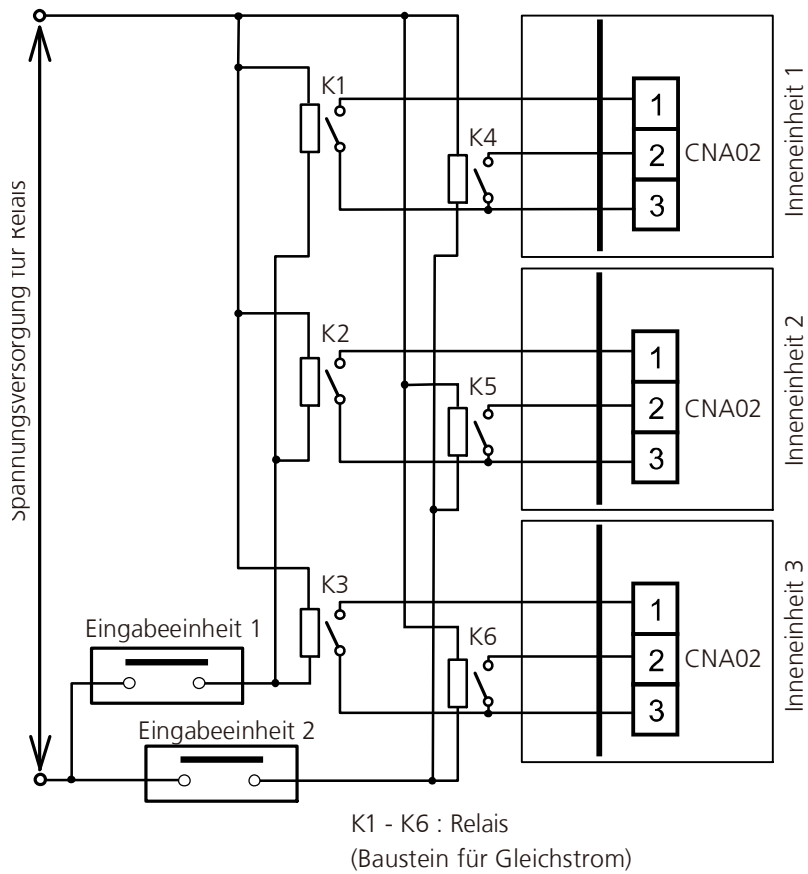 Spannungsversorgung für Relais
K1
K4
1
2
3
CNA02
Inneneinheit 1
K2
K5
1
2
3
CNA02
Inneneinheit 2
K3
K6
1
2
3
CNA02
Inneneinheit 3
Eingabeeinheit 1
Eingabeeinheit 2
K1 - K6 : Relais
(Baustein für Gleichstrom)